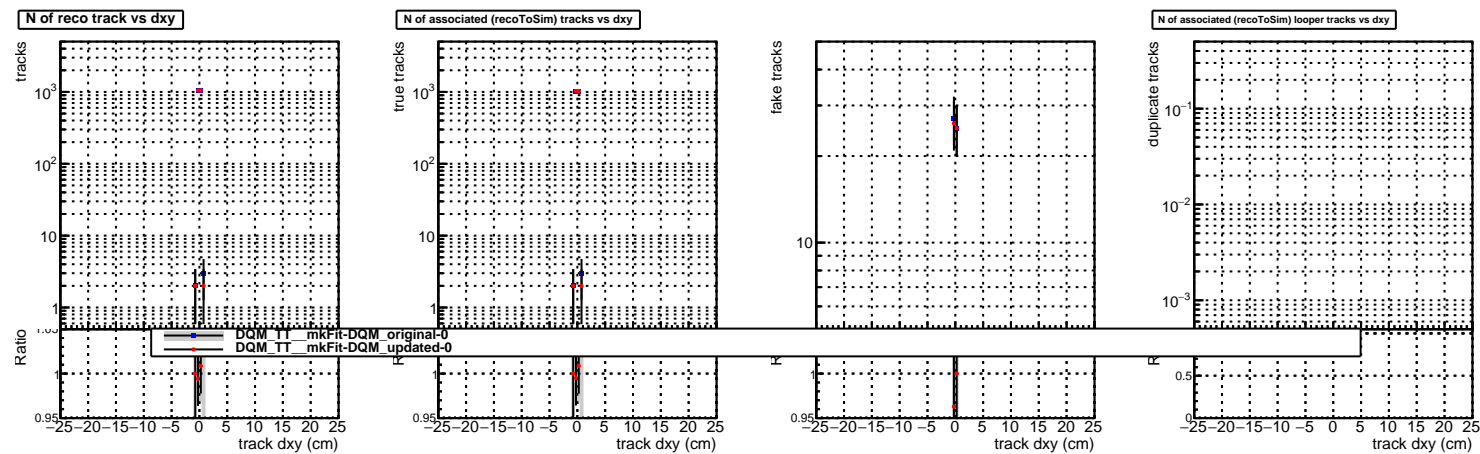 N of reco track vs dxy
tracks
10³
10²
10
1
Ratio
1
0.95
−25 −20 −15 −10 −5 0 5 10 15 20 25
track dxy (cm)
N of associated (recoToSim) tracks vs dxy
true tracks
10³
10²
10
1
1
0.95
−25 −20 −15 −10 −5 0 5 10 15 20 25
track dxy (cm)
fake tracks
10
1
0.95
−25 −20 −15 −10 −5 0 5 10 15 20 25
track dxy (cm)
N of associated (recoToSim) looper tracks vs dxy
duplicate tracks
10⁻¹
10⁻²
10⁻³
0.5
0
−25 −20 −15 −10 −5 0 5 10 15 20 25
track dxy (cm)
DQM_TT__mkFit-DQM_original-0
DQM_TT__mkFit-DQM_updated-0